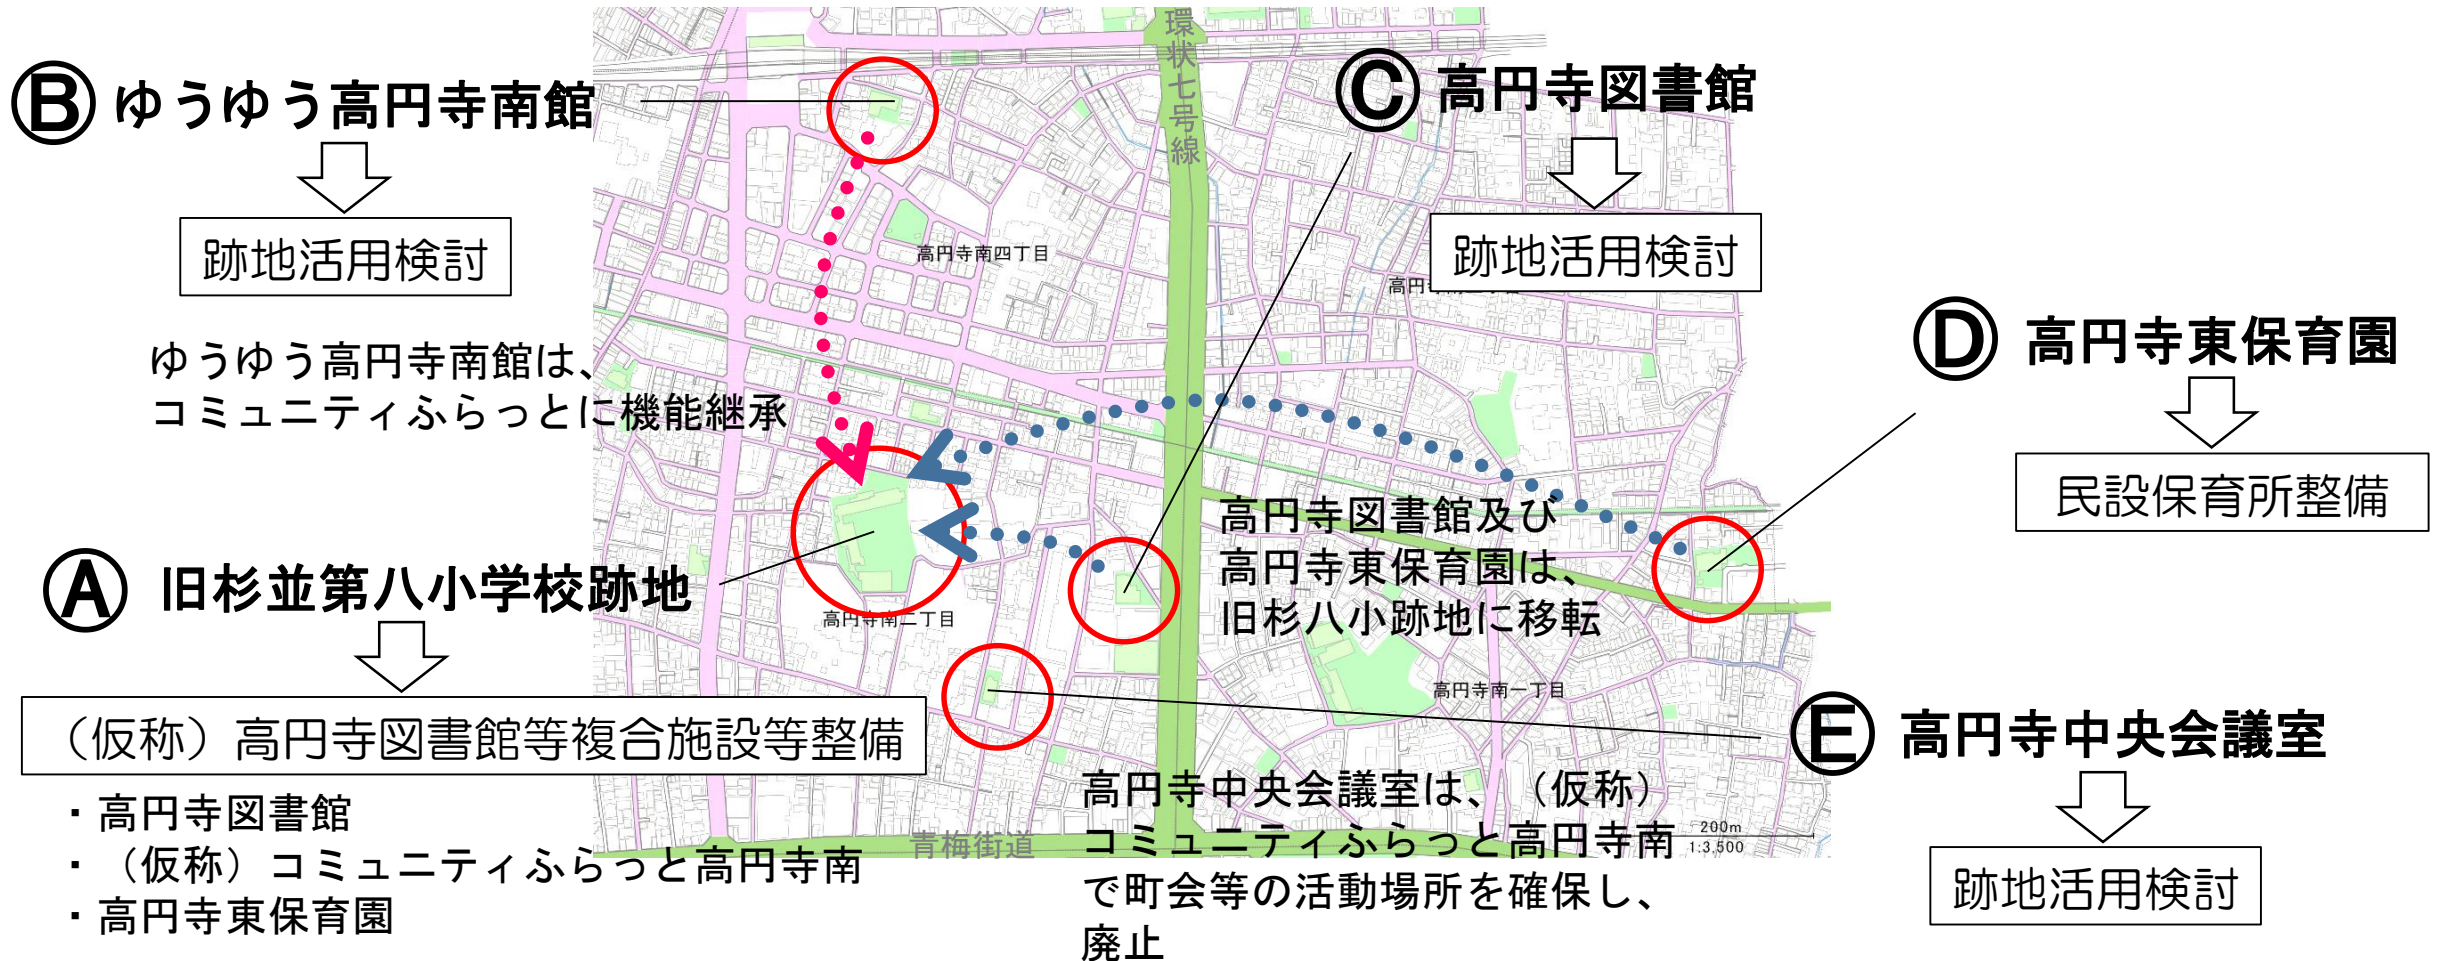 Ⓑ ゆうゆう高円寺南館
跡地活用検討
ゆうゆう高円寺南館は、
コミュニティふらっとに機能継承
Ⓐ 旧杉並第八小学校跡地
（仮称）高円寺図書館等複合施設等整備
・高円寺図書館
・（仮称）コミュニティふらっと高円寺南
・高円寺東保育園
環状七号線
高円寺南四丁目
高円寺南二丁目
高円寺南一丁目
青梅街道
Ⓒ 高円寺図書館
跡地活用検討
高円寺図書館及び
高円寺東保育園は、
旧杉八小跡地に移転
Ⓓ 高円寺東保育園
民設保育所整備
Ⓔ 高円寺中央会議室
跡地活用検討
高円寺中央会議室は、（仮称）
コミュニティふらっと高円寺南
で町会等の活動場所を確保し、
廃止
200m
1:3,500